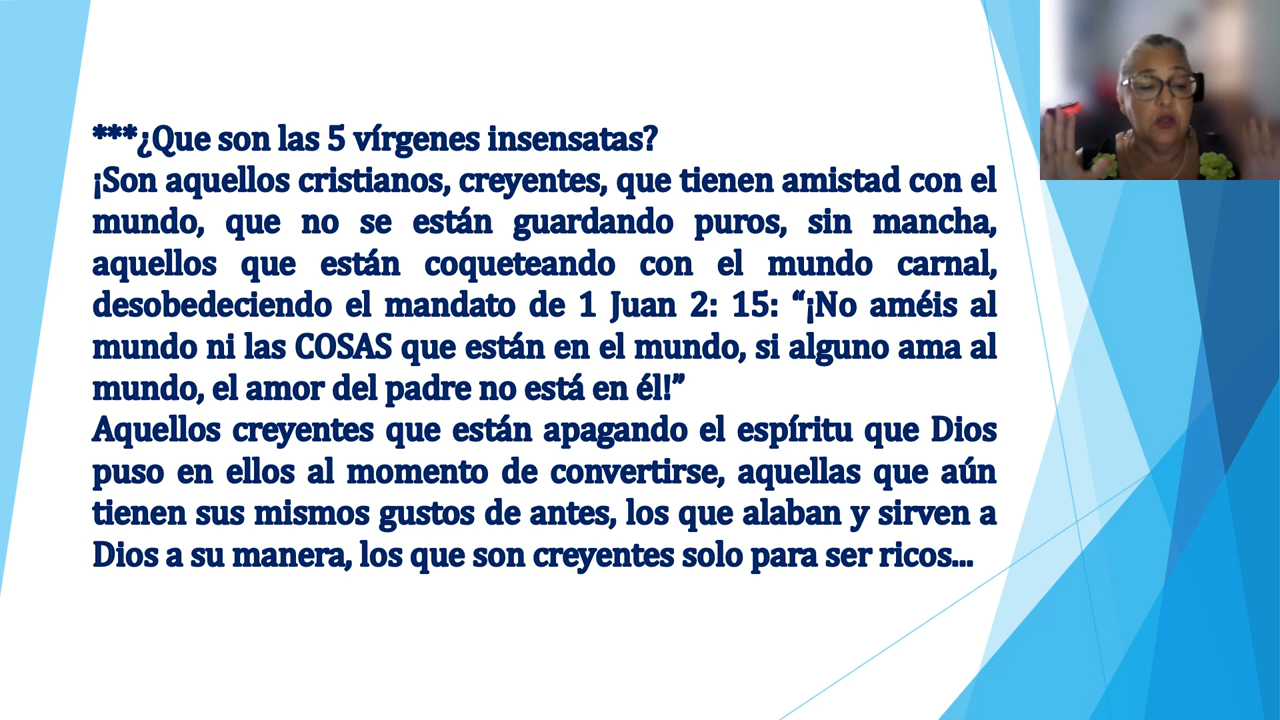 ***¿Que son las 5 vírgenes insensatas?
¡Son aquellos cristianos, creyentes, que tienen amistad con el
mundo, que no se están guardando puros, sin mancha,
aquellos que están coqueteando con el mundo carnal,
desobedeciendo el mandato de 1 Juan 2: 15: “¡No améis al
mundo ni las COSAS que están en el mundo, si alguno ama al
mundo, el amor del padre no está en él!”
Aquellos creyentes que están apagando el espíritu que Dios
puso en ellos al momento de convertirse, aquellas que aún
tienen sus mismos gustos de antes, los que alaban y sirven a
Dios a su manera, los que son creyentes solo para ser ricos...